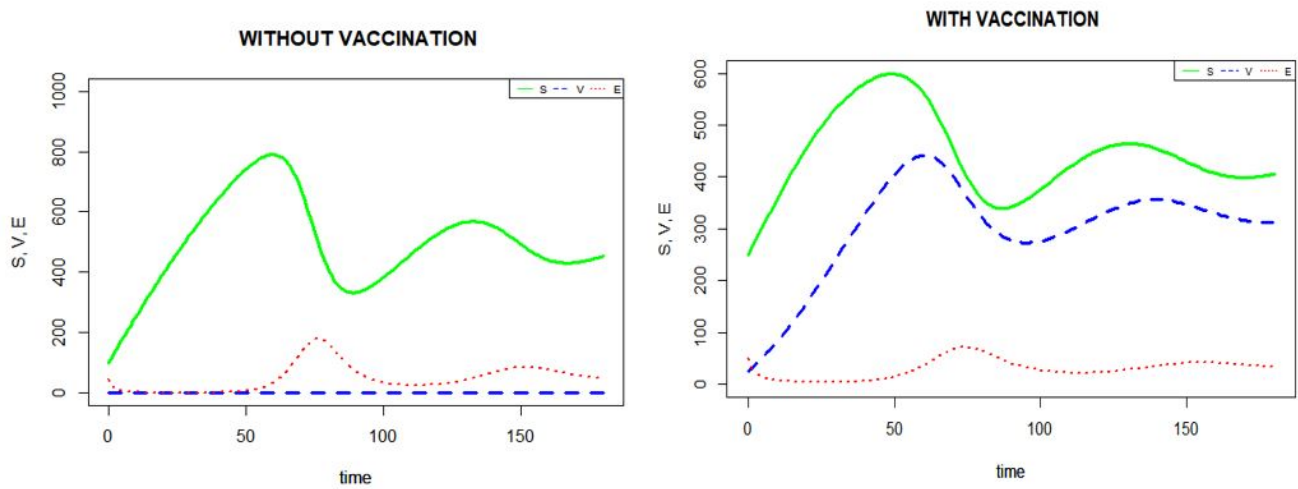 WITHOUT VACCINATION
S V E
1000
800
600
400
200
0
S, V, E
0 50 100 150
time
WITH VACCINATION
S V E
600
500
400
300
200
100
0
S, V, E
0 50 100 150
time